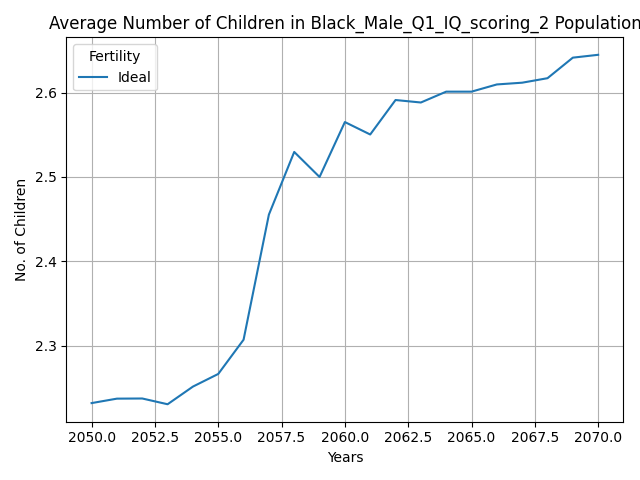 Average Number of Children in Black_Male_Q1_IQ_scoring_2 Population
Fertility
Ideal
No. of Children
2.6
2.5
2.4
2.3
2050.0 2052.5 2055.0 2057.5 2060.0 2062.5 2065.0 2067.5 2070.0
Years